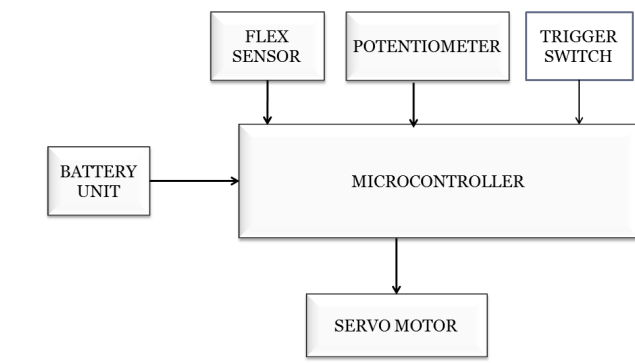 FLEX
SENSOR
POTENTIOMETER
TRIGGER
SWITCH
BATTERY
UNIT
MICROCONTROLLER
SERVO MOTOR